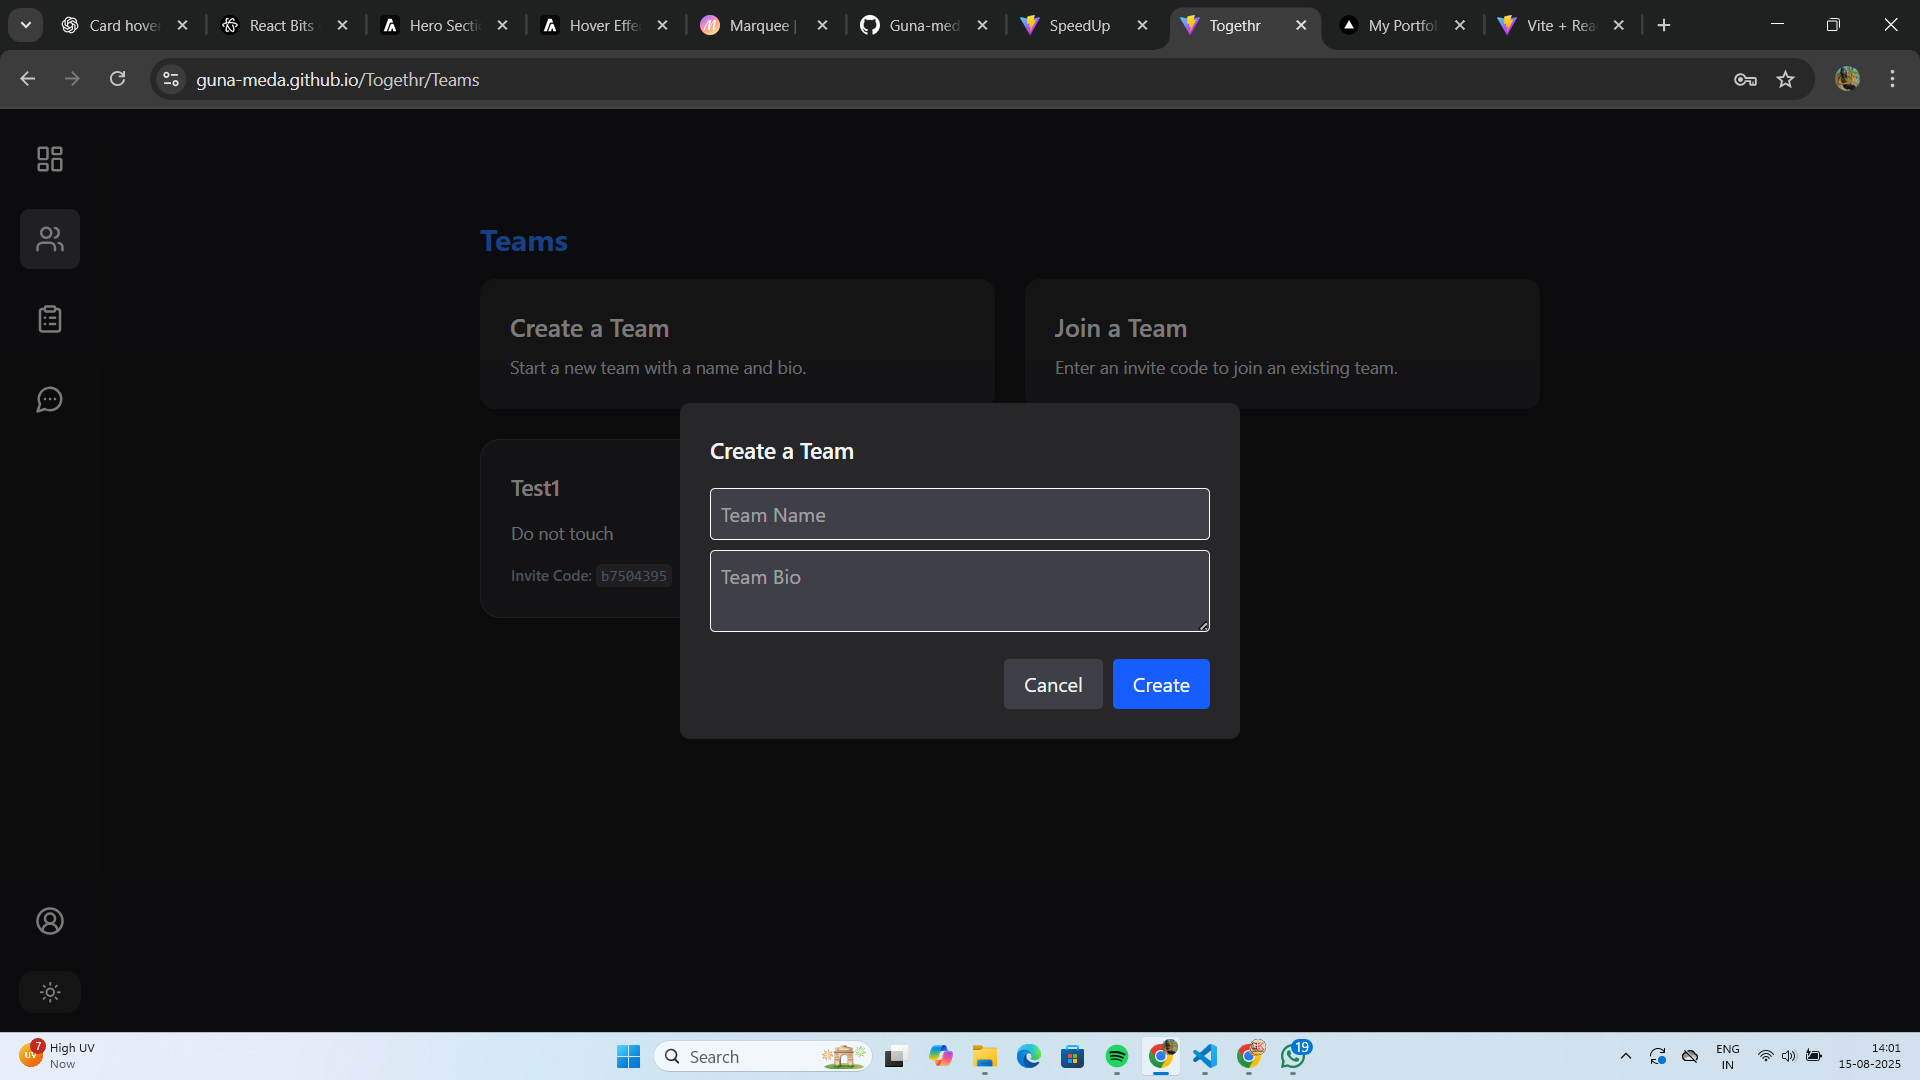 Card hover
React Bits -
Hero Secti
Hover Effe
Marquee |
Guna-med
SpeedUp
Togethr
My Portfol
Vite + Rea
guna-meda.github.io/Togethr/Teams
Teams
Create a Team
Start a new team with a name and bio.
Join a Team
Enter an invite code to join an existing team.
Test1
Do not touch
Invite Code: b7504395
Create a Team
Team Name
Team Bio
Cancel
Create
7
UV
High UV
Now
Search
19
ENG
IN
14:01
15-08-2025